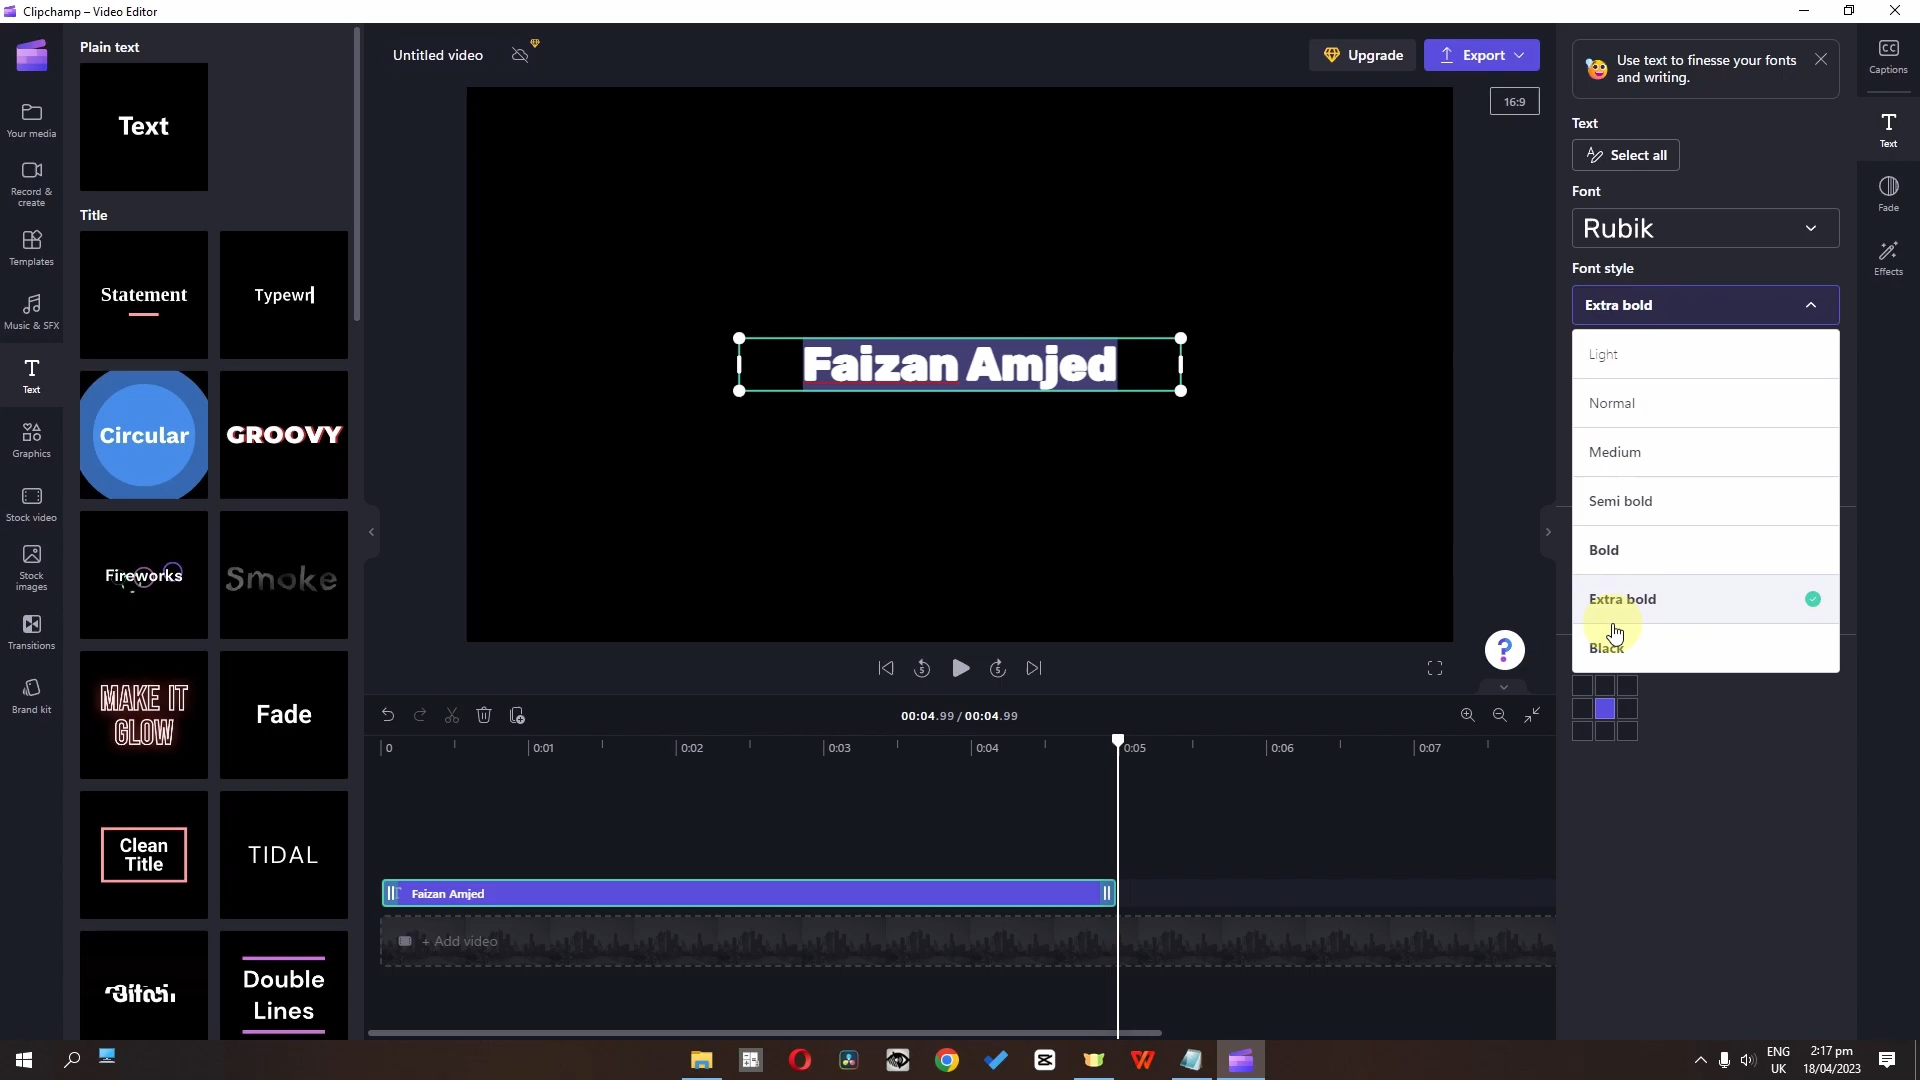 Clipchamp – Video Editor
Plain text
Text
Title
Statement
Typewr
Circular
GROOVY
Fireworks
Smoke
MAKE IT
GLOW
Fade
Clean
Title
TIDAL
Double
Lines
Your media
Record &
create
Templates
Music & SFX
Text
Graphics
Stock video
Stock
images
Transitions
Brand kit
Untitled video
Upgrade
Export
16:9
Faizan Amjed
?
5
5
00:04.99 / 00:04.99
0
0:01
0:02
0:03
0:04
0:05
0:06
0:07
Faizan Amjed
+ Add video
Use text to finesse your fonts
and writing.
Text
Select all
Font
Rubik
Font style
Extra bold
Light
Normal
Medium
Semi bold
Bold
Extra bold
Black
CC
Captions
Text
Fade
Effects
ENG
UK
2:17 pm
18/04/2023